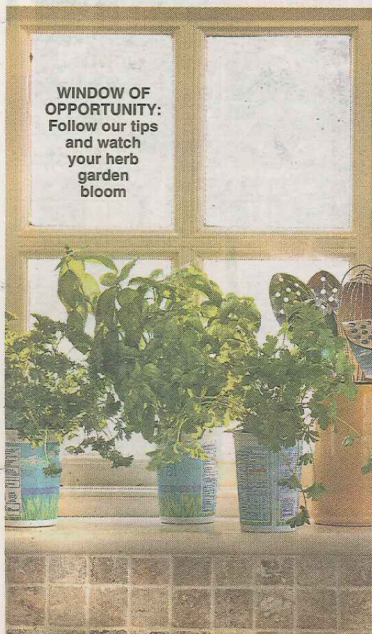 WINDOW OF
OPPORTUNITY:
Follow our tips
and watch
your herb
garden
bloom